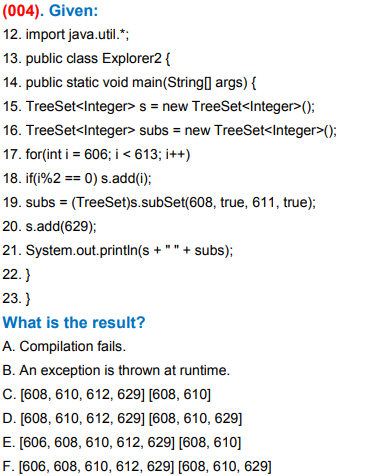 (004). Given:
12. import java.util.*;
13. public class Explorer2 {
14. public static void main(String[] args) {
15. TreeSet<Integer> s = new TreeSet<Integer>();
16. TreeSet<Integer> subs = new TreeSet<Integer>();
17. for(int i = 606; i < 613; i++)
18. if(i%2 == 0) s.add(i);
19. subs = (TreeSet)s.subSet(608, true, 611, true);
20. s.add(629);
21. System.out.println(s + " " + subs);
22. }
23. }
What is the result?
A. Compilation fails.
B. An exception is thrown at runtime.
C. [608, 610, 612, 629] [608, 610]
D. [608, 610, 612, 629] [608, 610, 629]
E. [606, 608, 610, 612, 629] [608, 610]
F. [606, 608, 610, 612, 629] [608, 610, 629]